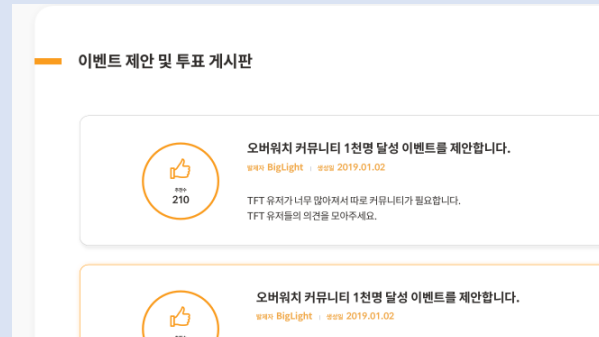 이벤트 제안 및 투표 게시판
오버워치 커뮤니티 1천명 달성 이벤트를 제안합니다.
발제자 BigLight | 생성일 2019.01.02
추천수
210
TFT 유저가 너무 많아져서 따로 커뮤니티가 필요합니다.
TFT 유저들의 의견을 모아주세요.
오버워치 커뮤니티 1천명 달성 이벤트를 제안합니다.
발제자 BigLight | 생성일 2019.01.02